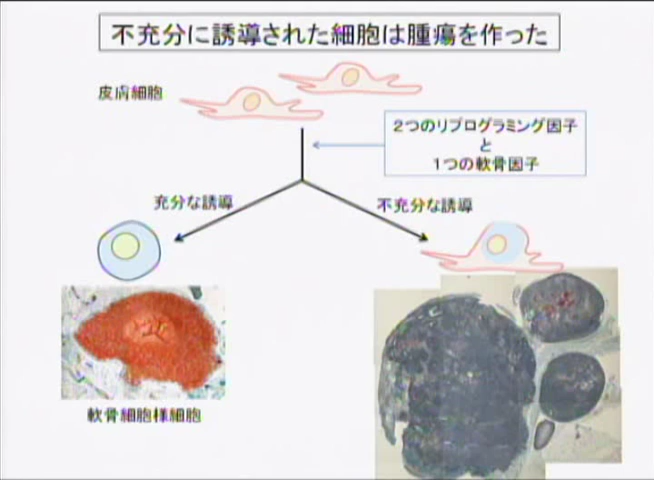 不充分に誘導された細胞は腫瘍を作った
皮膚細胞
2つのリプログラミング因子
と
1つの軟骨因子
充分な誘導
不充分な誘導
軟骨細胞様細胞